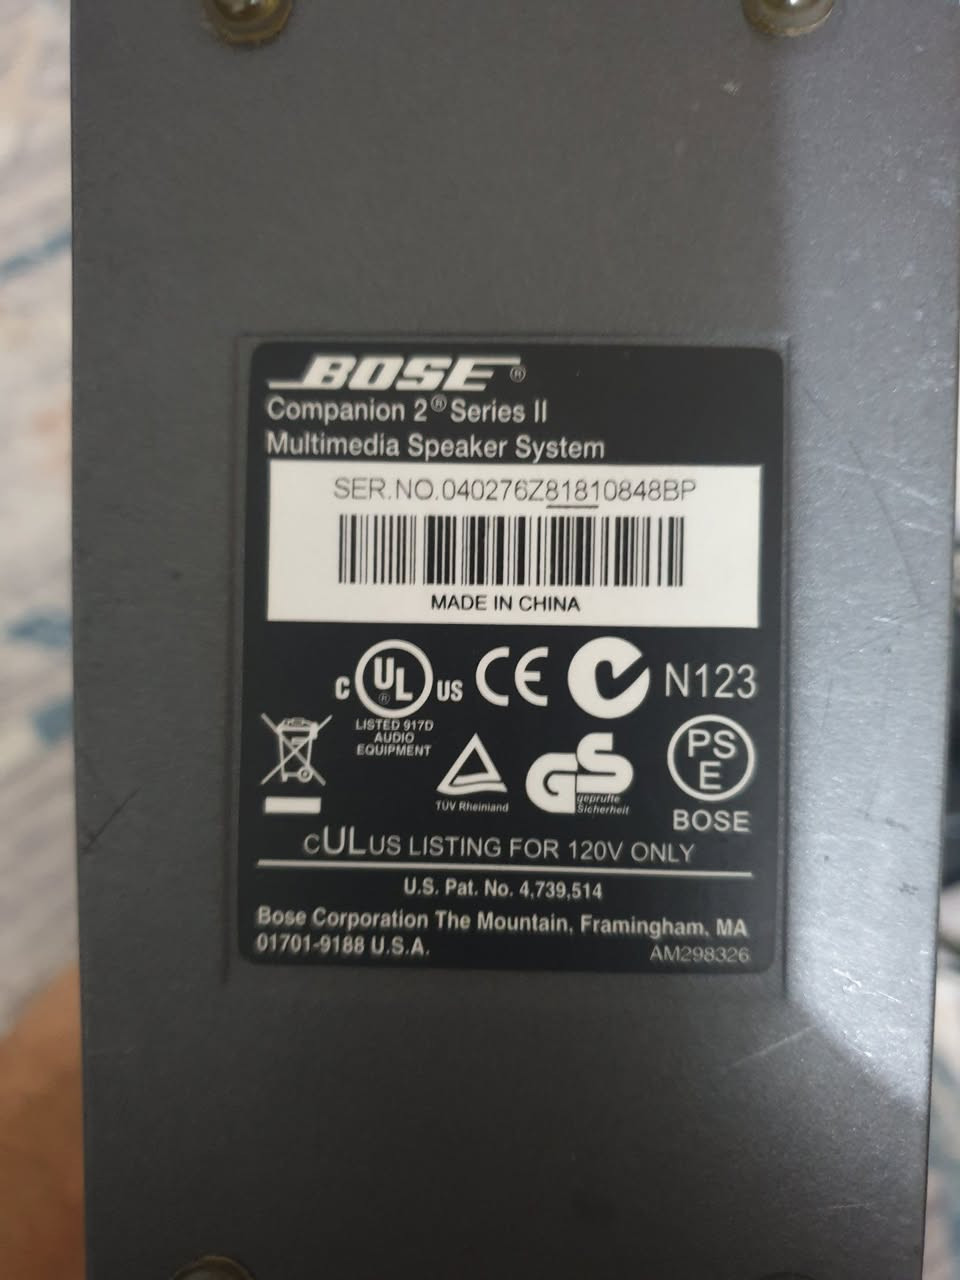 BOSE®
Companion 2® Series II
Multimedia Speaker System
SER.NO.040276Z81810848BP
MADE IN CHINA
C UL® US CE N123
LISTED 917D
AUDIO
EQUIPMENT
TÜV Rheinland
GS
geprüfte
Sicherheit
PS
E
BOSE
CULUS LISTING FOR 120V ONLY
U.S. Pat. No. 4,739,514
Bose Corporation The Mountain, Framingham, MA
01701-9188 U.S.A.
AM298326